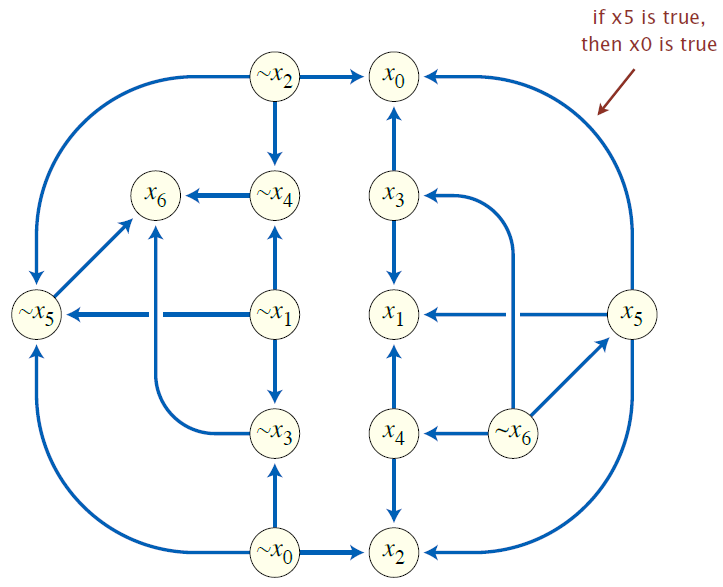 if x5 is true,
then x0 is true
~x₂
x₀
x₆
~x₄
x₃
~x₅
~x₁
x₁
x₅
~x₃
x₄
~x₆
~x₀
x₂